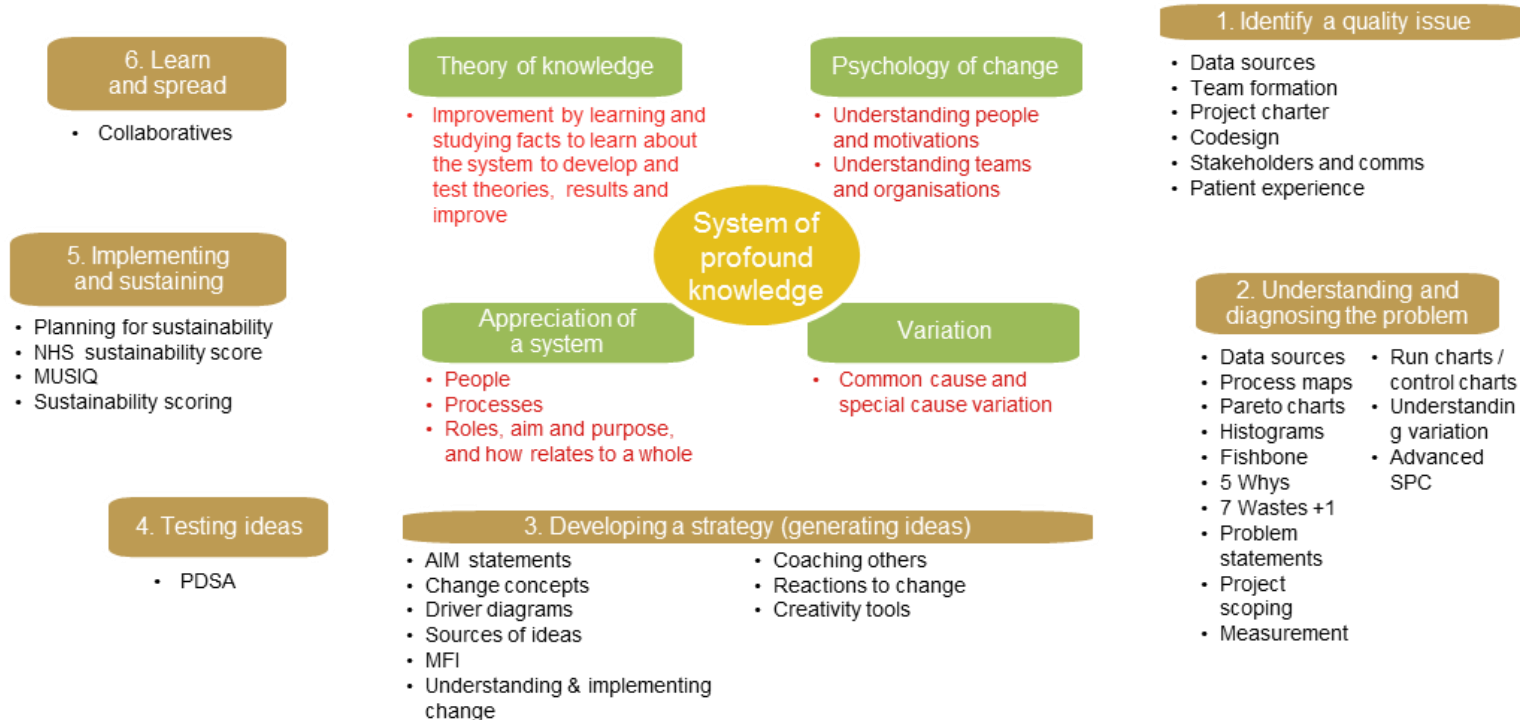 1. Identify a quality issue
• Data sources
• Team formation
• Project charter
• Codesign
• Stakeholders and comms
• Patient experience
2. Understanding and
diagnosing the problem
• Data sources
• Process maps
• Pareto charts
• Histograms
• Fishbone
• 5 Whys
• 7 Wastes +1
• Problem
statements
• Project
scoping
• Measurement
• Run charts /
control charts
• Understandin
g variation
• Advanced
SPC
3. Developing a strategy (generating ideas)
• AIM statements
• Change concepts
• Driver diagrams
• Sources of ideas
• MFI
• Understanding & implementing
change
• Coaching others
• Reactions to change
• Creativity tools
4. Testing ideas
• PDSA
5. Implementing
and sustaining
• Planning for sustainability
• NHS sustainability score
• MUSIQ
• Sustainability scoring
6. Learn
and spread
• Collaboratives
Theory of knowledge
• Improvement by learning and
studying facts to learn about
the system to develop and
test theories, results and
improve
Psychology of change
• Understanding people
and motivations
• Understanding teams
and organisations
System of
profound
knowledge
Appreciation of
a system
• People
• Processes
• Roles, aim and purpose,
and how relates to a whole
Variation
• Common cause and
special cause variation